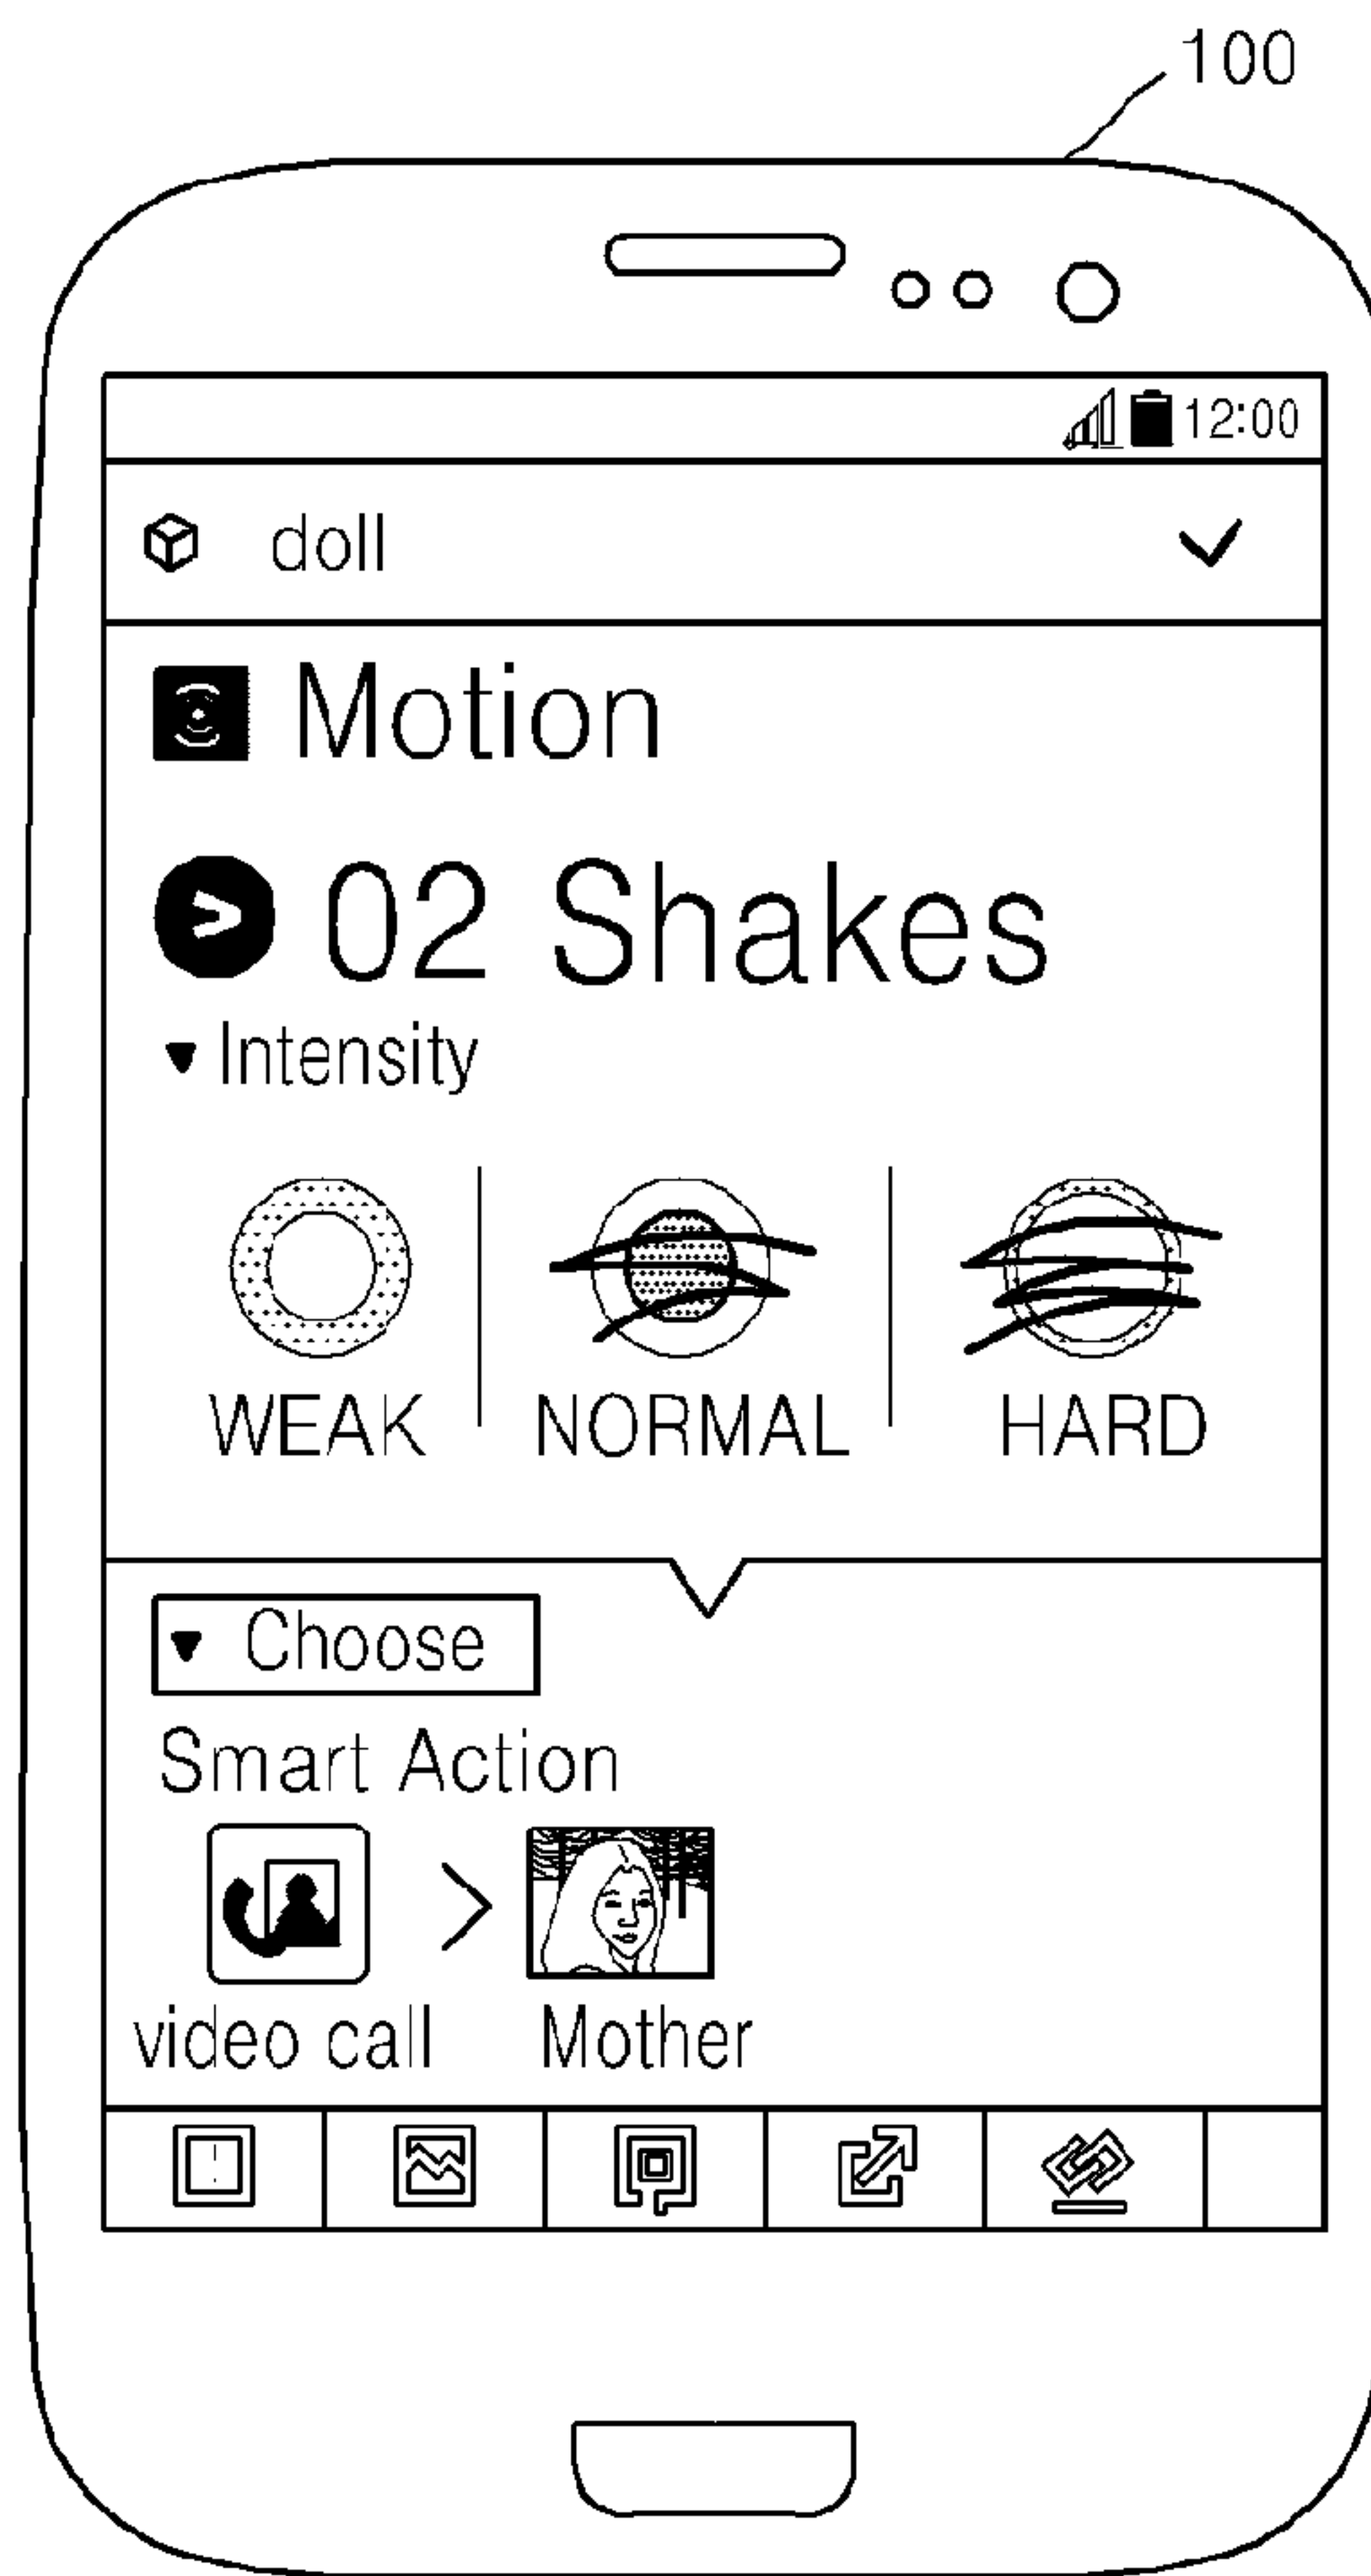 100
12:00
doll
Motion
02 Shakes
Intensity
WEAK NORMAL HARD
Choose
Smart Action
video call Mother